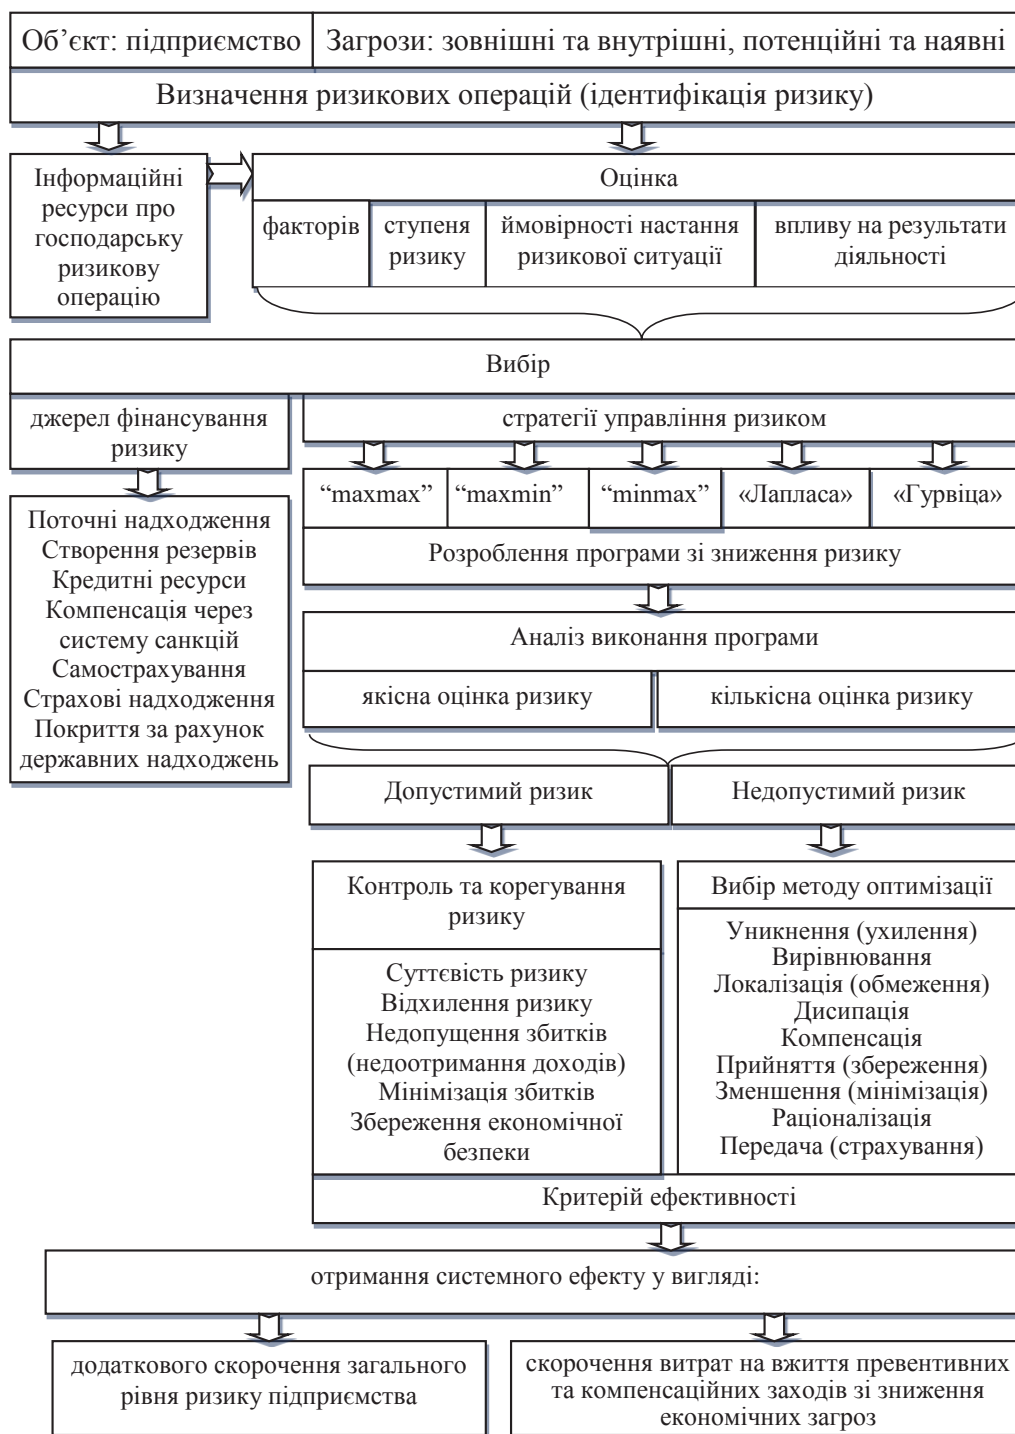 Об’єкт: підприємство
Загрози: зовнішні та внутрішні, потенційні та наявні
Визначення ризикових операцій (ідентифікація ризику)
Інформаційні
ресурси про
господарську
ризикову
операцію
Оцінка
факторів
ступеня
ризику
ймовірності настання
ризикової ситуації
впливу на результати
діяльності
Вибір
джерел фінансування
ризику
стратегії управління ризиком
“maxmax”
“maxmin”
“minmax”
«Лапласа»
«Гурвіца»
Поточні надходження
Створення резервів
Кредитні ресурси
Компенсація через
систему санкцій
Самострахування
Страхові надходження
Покриття за рахунок
державних надходжень
Розроблення програми зі зниження ризику
Аналіз виконання програми
якісна оцінка ризику
кількісна оцінка ризику
Допустимий ризик
Недопустимий ризик
Контроль та корегування
ризику
Суттєвість ризику
Відхилення ризику
Недопущення збитків
(недоотримання доходів)
Мінімізація збитків
Збереження економічної
безпеки
Вибір методу оптимізації
Уникнення (ухилення)
Вирівнювання
Локалізація (обмеження)
Дисипація
Компенсація
Прийняття (збереження)
Зменшення (мінімізація)
Раціоналізація
Передача (страхування)
Критерій ефективності
отримання системного ефекту у вигляді:
додаткового скорочення загального
рівня ризику підприємства
скорочення витрат на вжиття превентивних
та компенсаційних заходів зі зниження
економічних загроз